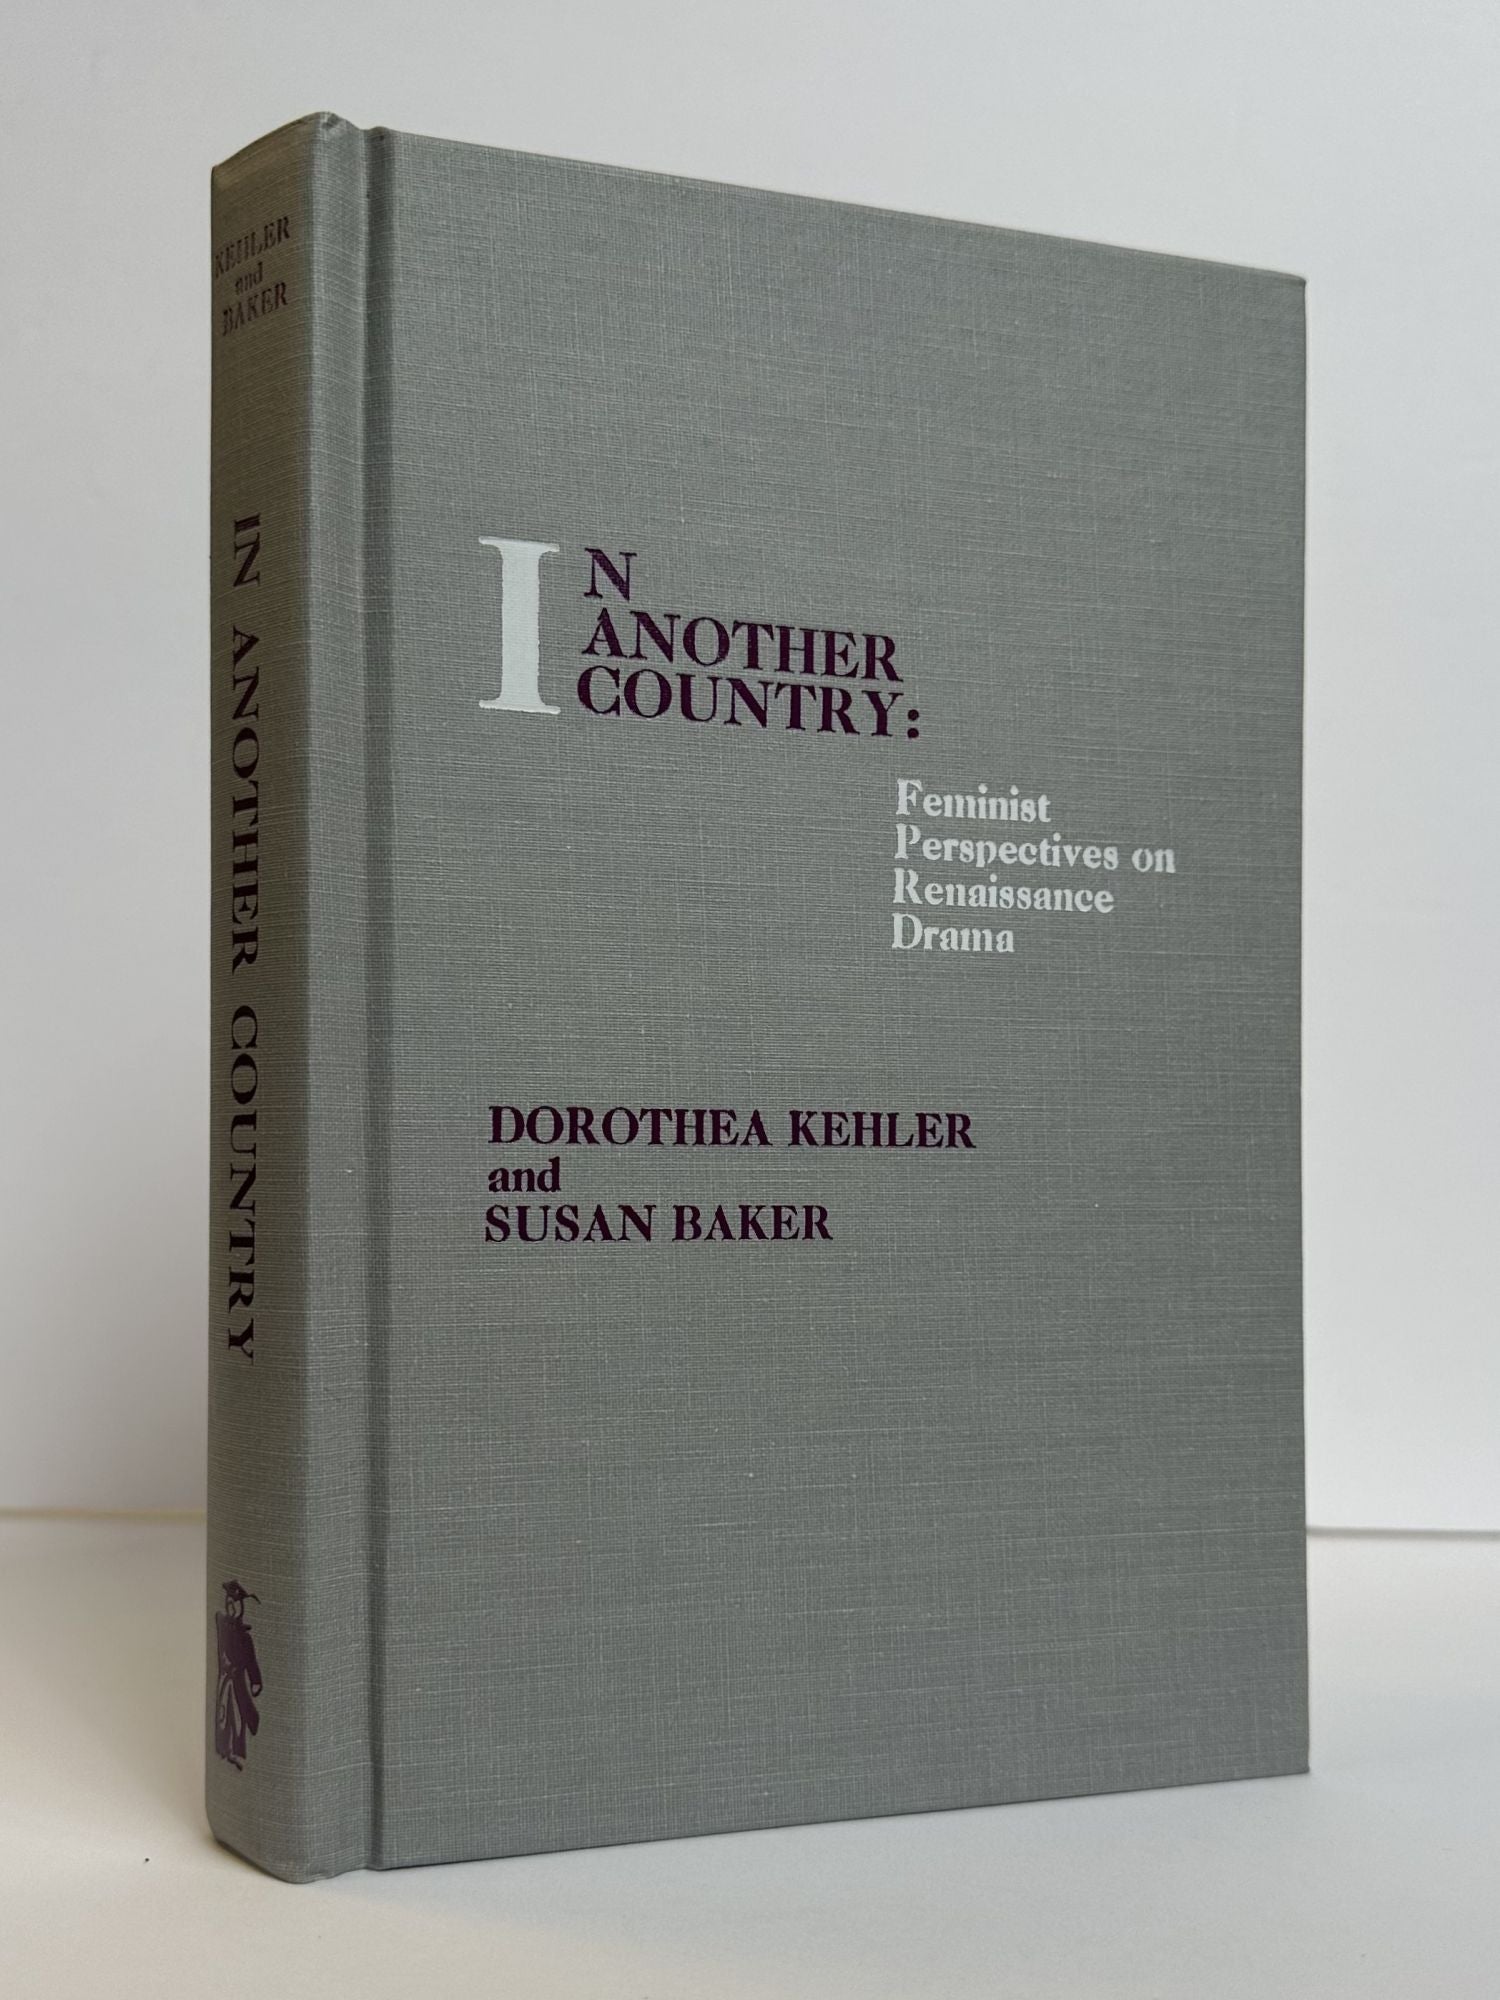 KEHLER
and
BAKER
IN ANOTHER COUNTRY
IN
ANOTHER
COUNTRY:
Feminist
Perspectives on
Renaissance
Drama
DOROTHEA KEHLER
and
SUSAN BAKER